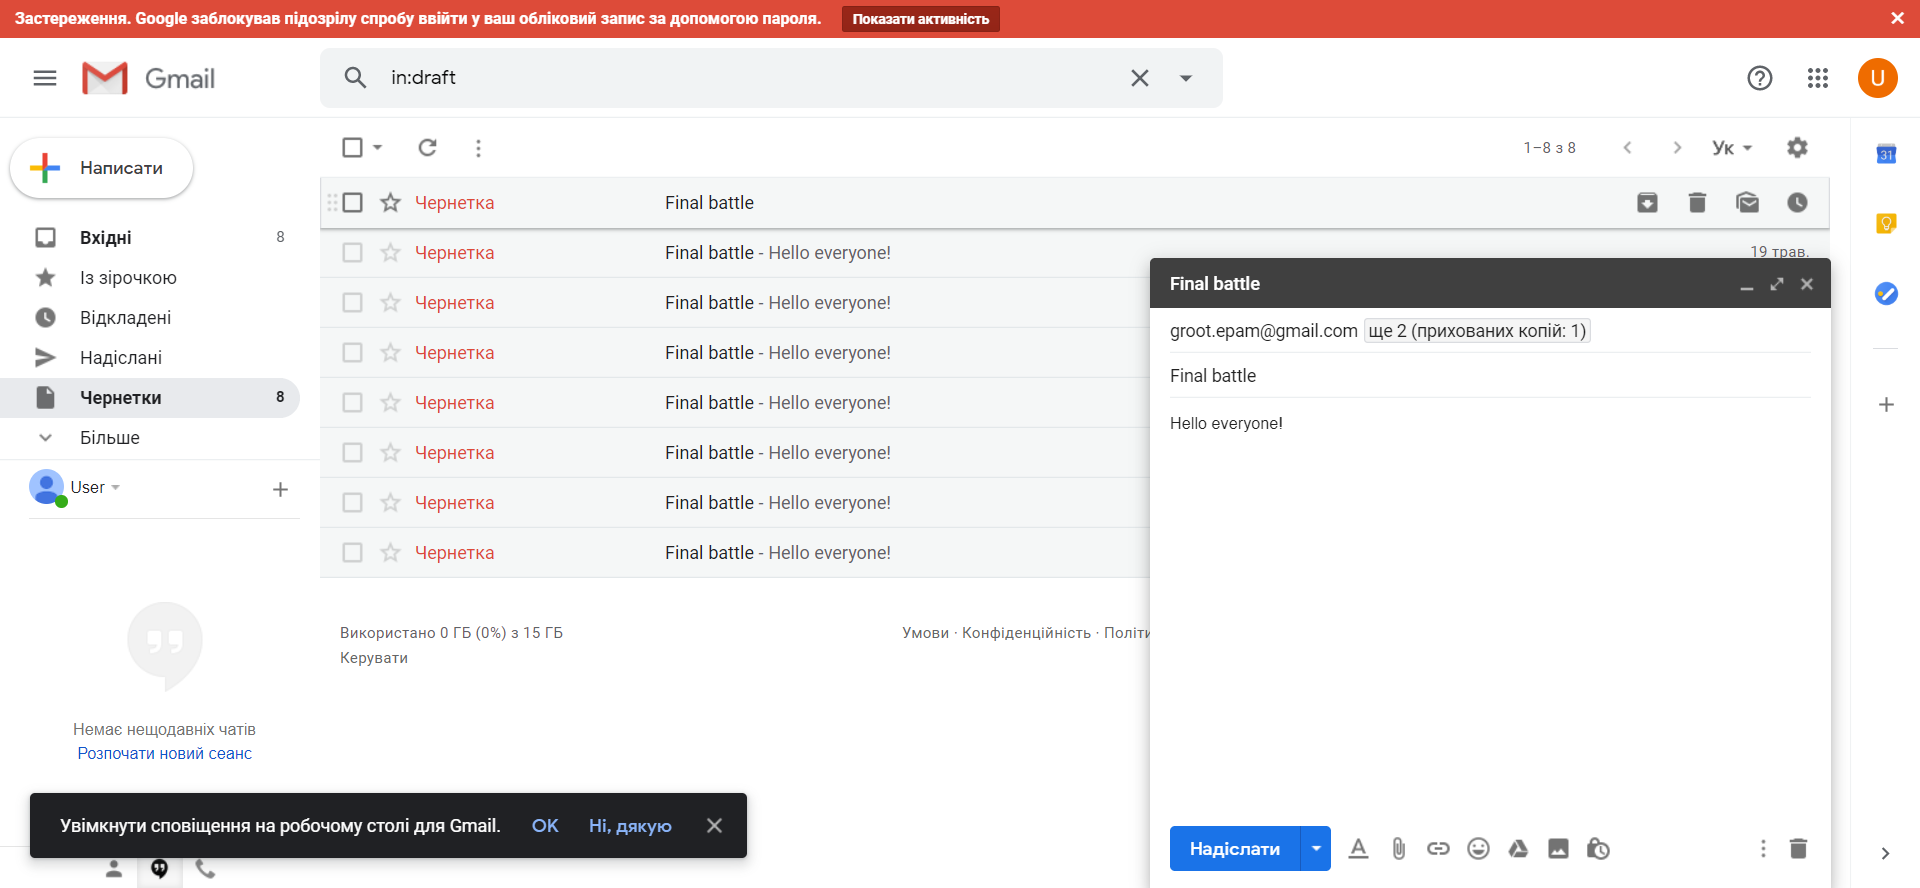 Застереження. Google заблокував підозрілу спробу ввійти у ваш обліковий запис за допомогою пароля. Показати активність
Gmail
in:draft
U
Написати
1–8 з 8
Ук
31
Вхідні 8
Із зірочкою
Відкладені
Надіслані
Чернетки 8
Більше
User
Чернетка Final battle
Чернетка Final battle - Hello everyone! 19 трав.
Чернетка Final battle - Hello everyone!
Чернетка Final battle - Hello everyone!
Чернетка Final battle - Hello everyone!
Чернетка Final battle - Hello everyone!
Чернетка Final battle - Hello everyone!
Чернетка Final battle - Hello everyone!
Використано 0 ГБ (0%) з 15 ГБ
Керувати
Умови · Конфіденційність · Політи
Немає нещодавніх чатів
Розпочати новий сеанс
Увімкнути сповіщення на робочому столі для Gmail. OK Ні, дякую
Final battle
groot.epam@gmail.com ще 2 (прихованих копій: 1)
Final battle
Hello everyone!
Надіслати